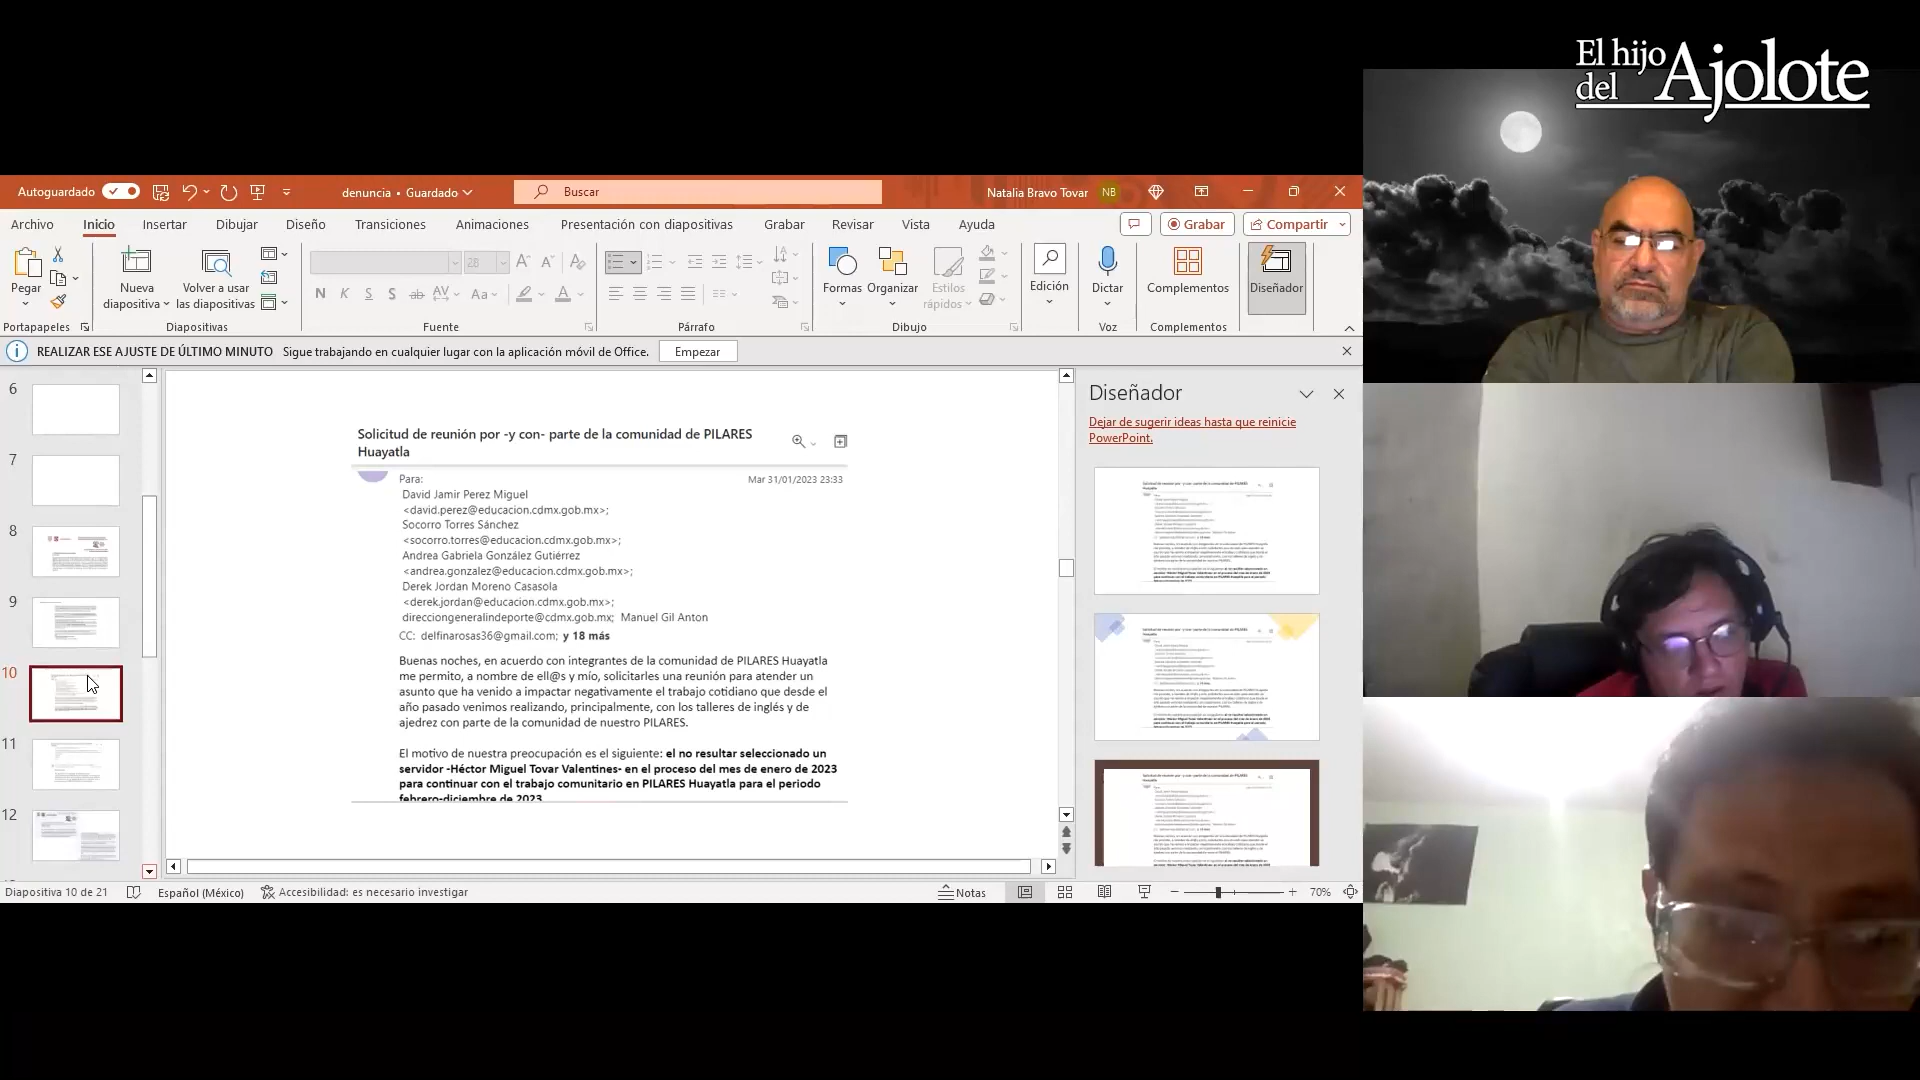 El hijo
del Ajolote
Autoguardado
denuncia • Guardado
Buscar
Natalia Bravo Tovar NB
Archivo Inicio Insertar Dibujar Diseño Transiciones Animaciones Presentación con diapositivas Grabar Revisar Vista Ayuda
Grabar
Compartir
28
Pegar
Nueva
diapositiva
Volver a usar
las diapositivas
N K S S ab AV Aa A
Formas Organizar
Estilos
rápidos
Edición Dictar Complementos Diseñador
Portapapeles Diapositivas Fuente Párrafo Dibujo Voz Complementos
REALIZAR ESE AJUSTE DE ÚLTIMO MINUTO Sigue trabajando en cualquier lugar con la aplicación móvil de Office. Empezar
6
7
8
9
10
11
12
Solicitud de reunión por -y con- parte de la comunidad de PILARES
Huayatla
Para:
Mar 31/01/2023 23:33
David Jamir Perez Miguel
<david.perez@educacion.cdmx.gob.mx>;
Socorro Torres Sánchez
<socorro.torres@educacion.cdmx.gob.mx>;
Andrea Gabriela González Gutiérrez
<andrea.gonzalez@educacion.cdmx.gob.mx>;
Derek Jordan Moreno Casasola
<derek.jordan@educacion.cdmx.gob.mx>;
direcciongeneralindeporte@cdmx.gob.mx; Manuel Gil Anton
CC: delfinarosas36@gmail.com; y 18 más
Buenas noches, en acuerdo con integrantes de la comunidad de PILARES Huayatla
me permito, a nombre de ell@s y mío, solicitarles una reunión para atender un
asunto que ha venido a impactar negativamente el trabajo cotidiano que desde el
año pasado venimos realizando, principalmente, con los talleres de inglés y de
ajedrez con parte de la comunidad de nuestro PILARES.
El motivo de nuestra preocupación es el siguiente: el no resultar seleccionado un
servidor -Héctor Miguel Tovar Valentines- en el proceso del mes de enero de 2023
para continuar con el trabajo comunitario en PILARES Huayatla para el periodo
febrero-diciembre de 2023
Diseñador
Dejar de sugerir ideas hasta que reinicie
PowerPoint.
Diapositiva 10 de 21 Español (México) Accesibilidad: es necesario investigar
Notas
70%